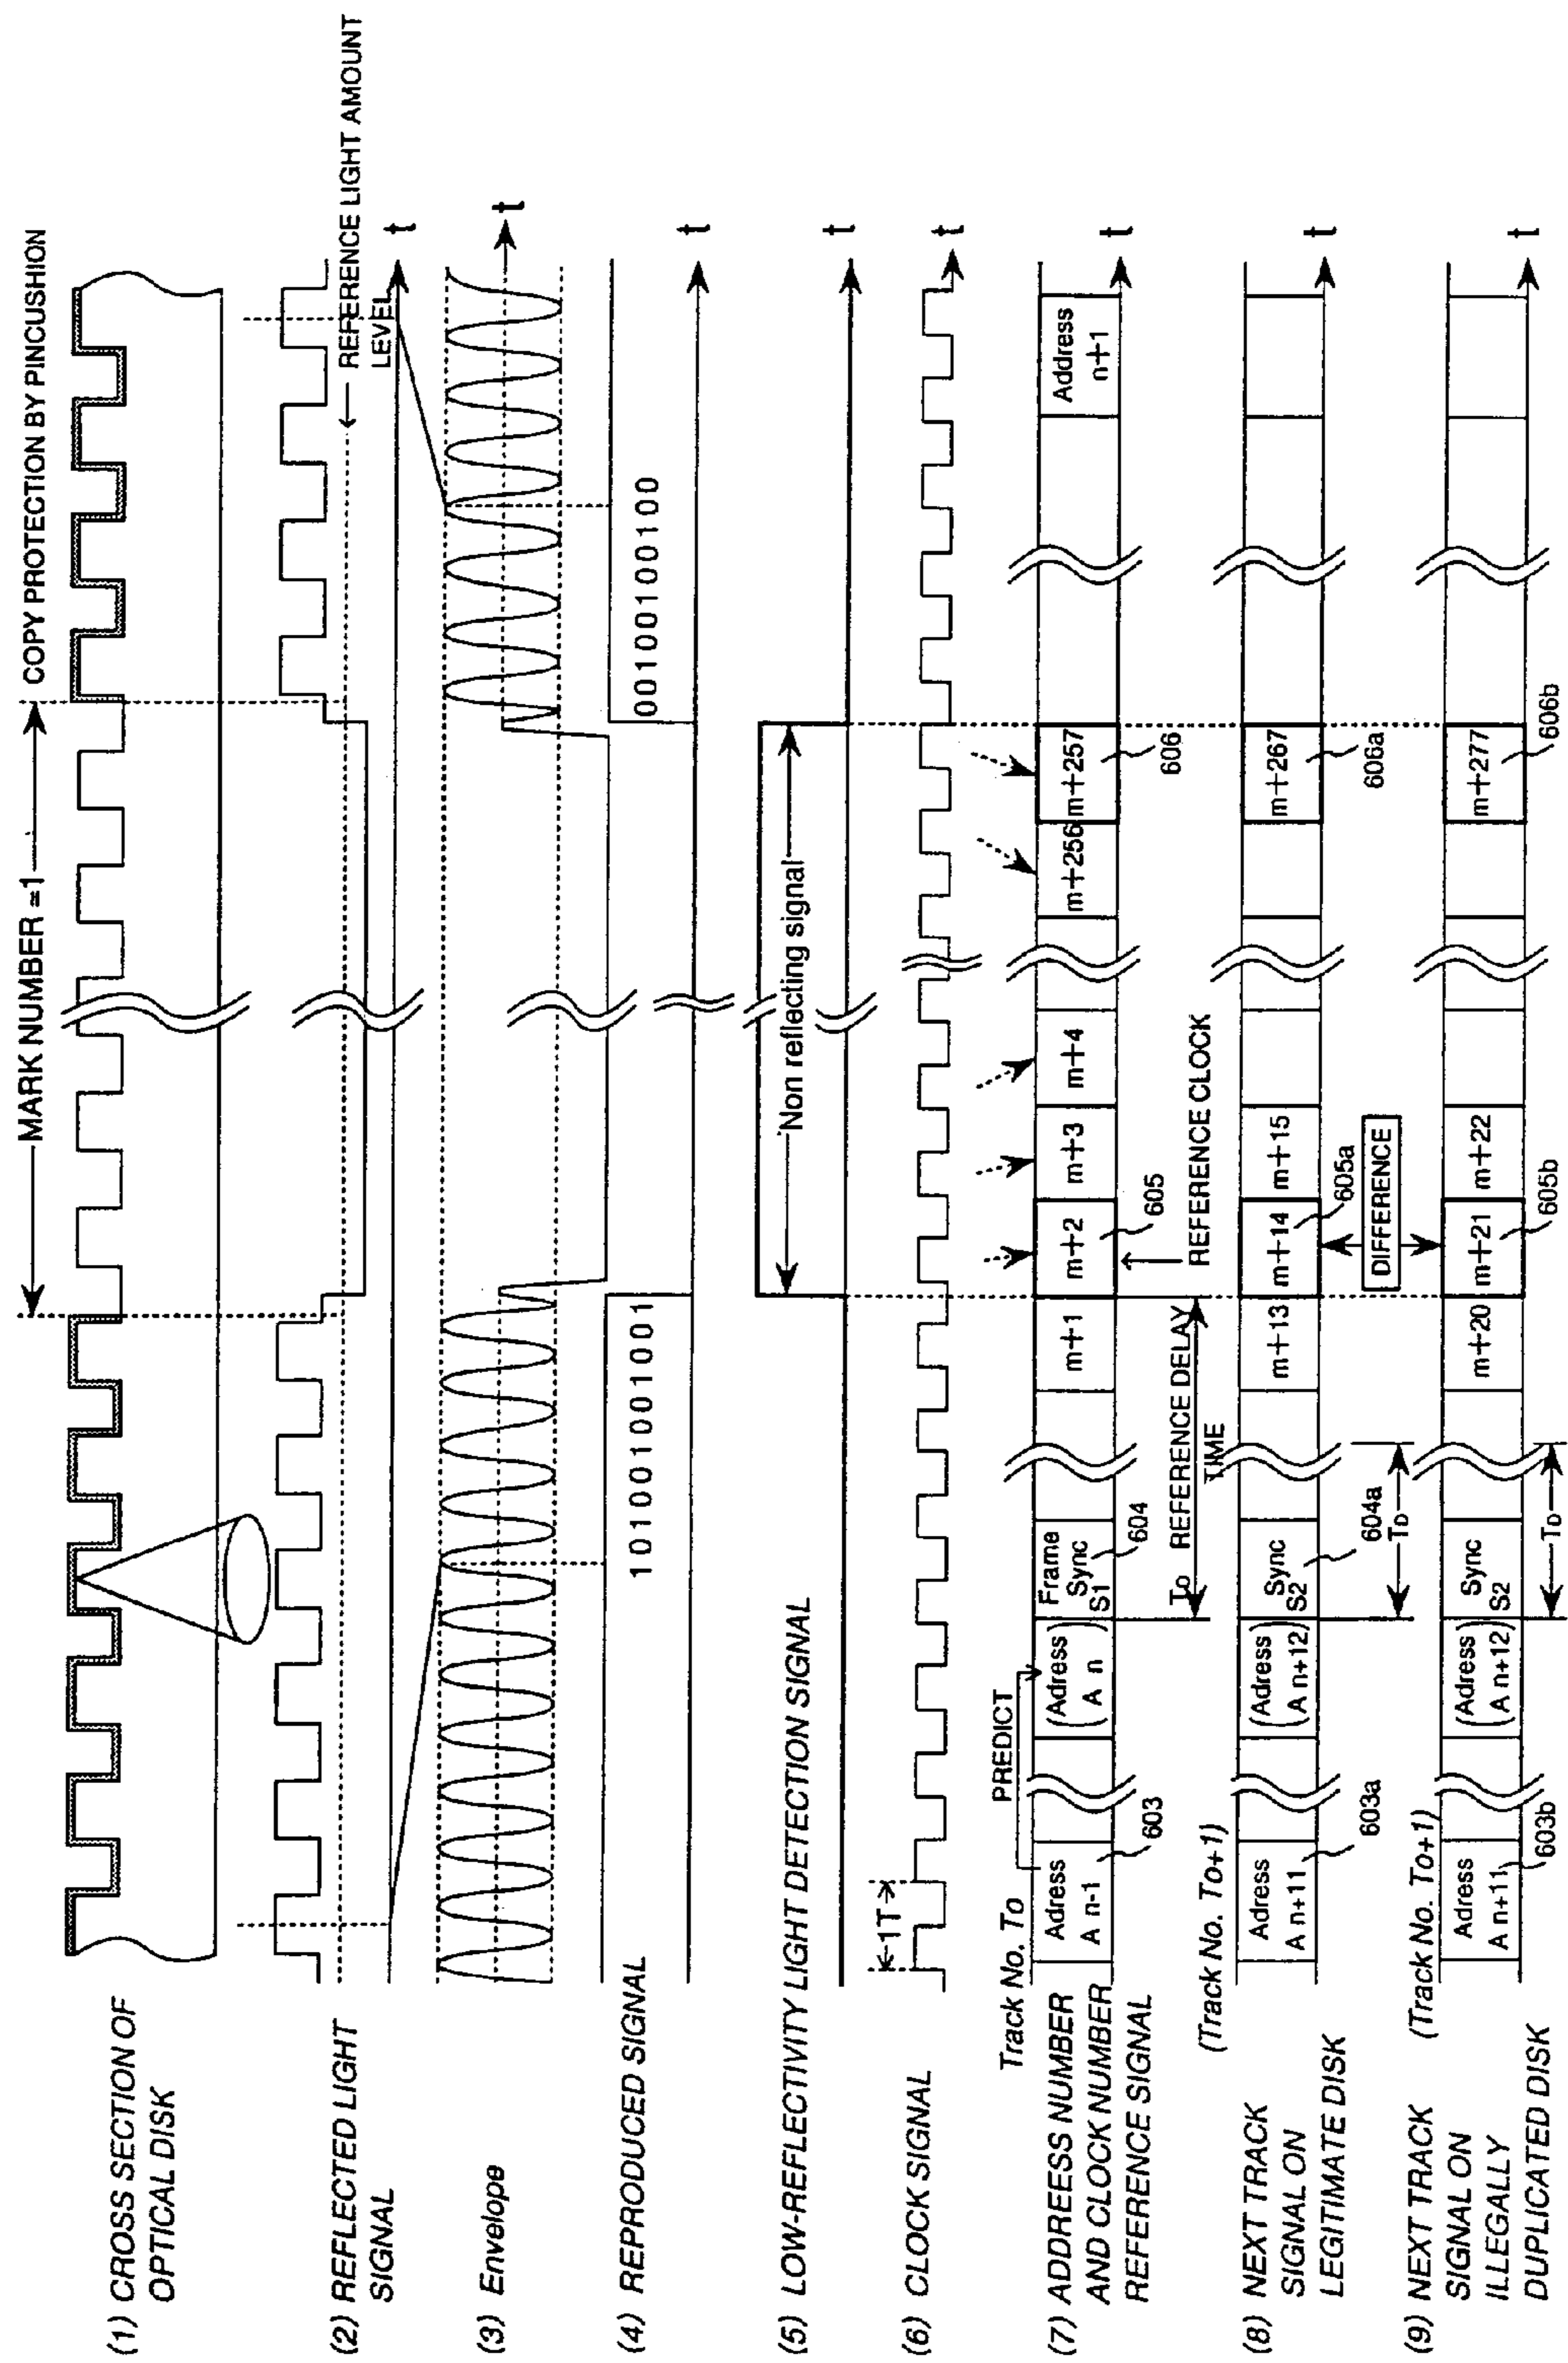 COPY PROTECTION BY PINCUSHION
MARK NUMBER =1
(1) CROSS SECTION OF
OPTICAL DISK
REFERENCE LIGHT AMOUNT
LEVEL
(2) REFLECTED LIGHT
SIGNAL
t
(3) Envelope
t
(4) REPRODUCED SIGNAL
101001001001
00100100100
t
(5) LOW-REFLECTIVITY LIGHT DETECTION SIGNAL
Non reflecting signal
t
(6) CLOCK SIGNAL
1T
t
Track No. To
PREDICT
(7) ADDREESS NUMBER
AND CLOCK NUMBER
REFERENCE SIGNAL
Adress
A n-1
603
(Adress
A n)
Frame
Sync
S1
604
m+1
m+2
605
m+3
m+4
m+256
m+257
606
Address
n+1
t
TD REFERENCE DELAY
TIME
REFERENCE CLOCK
(Track No. To+1)
(8) NEXT TRACK
SIGNAL ON
LEGITIMATE DISK
Adress
A n+11
603a
(Adress
A n+12)
Sync
S2
604a
m+13
m+14
605a
m+15
m+267
606a
t
TD
DIFFERENCE
(Track No. To+1)
(9) NEXT TRACK
SIGNAL ON
ILLEGALLY
DUPLICATED DISK
Adress
A n+11
603b
(Adress
A n+12)
Sync
S2
m+20
m+21
605b
m+22
m+277
606b
t
TD